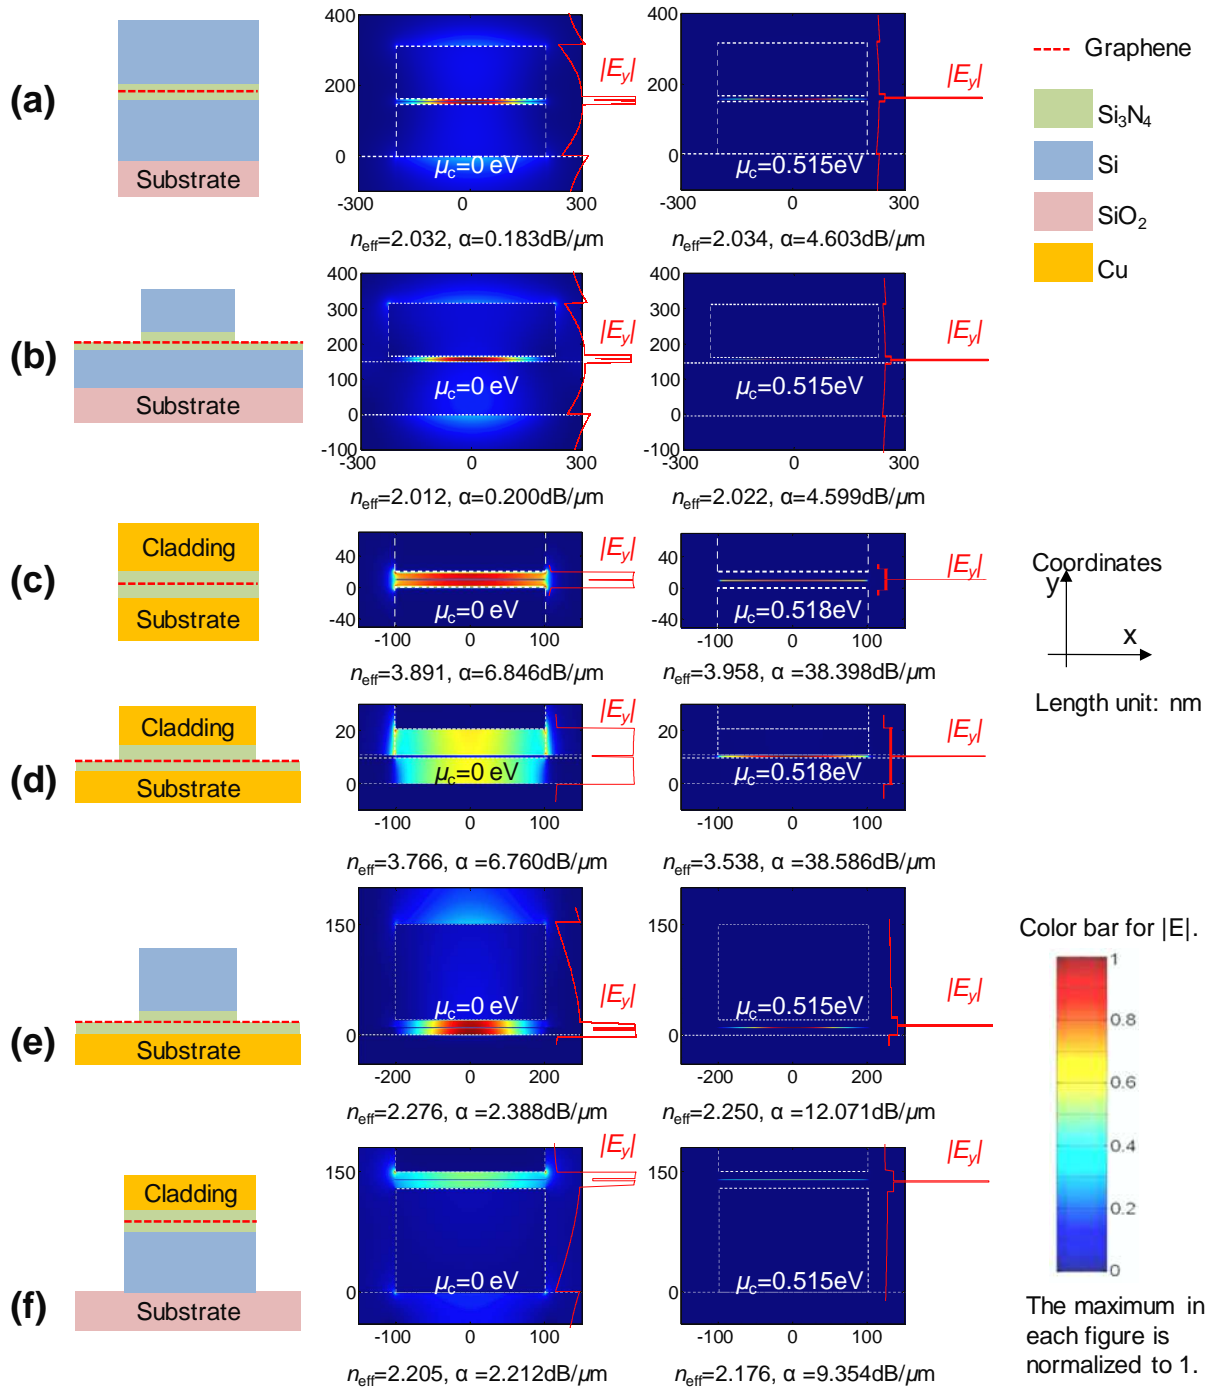 (a)
Substrate
400
200
0
-300
0
300
μc=0 eV
|Ey|
neff=2.032, α=0.183dB/μm
400
200
0
-300
0
300
μc=0.515eV
|Ey|
neff=2.034, α=4.603dB/μm
Graphene
Si3N4
Si
SiO2
Cu
(b)
Substrate
400
300
200
100
0
-100
-300
0
300
μc=0 eV
|Ey|
neff=2.012, α=0.200dB/μm
400
300
200
100
0
-100
-300
0
300
μc=0.515eV
|Ey|
neff=2.022, α=4.599dB/μm
(c)
Cladding
Substrate
40
0
-40
-100
0
100
μc=0 eV
|Ey|
neff=3.891, α=6.846dB/μm
40
0
-40
-100
0
100
μc=0.518eV
|Ey|
neff=3.958, α =38.398dB/μm
Coordinates
y
x
Length unit: nm
(d)
Cladding
Substrate
20
0
-100
0
100
μc=0 eV
|Ey|
neff=3.766, α =6.760dB/μm
20
0
-100
0
100
μc=0.518eV
|Ey|
neff=3.538, α =38.586dB/μm
(e)
Substrate
150
0
-200
0
200
μc=0 eV
|Ey|
neff=2.276, α =2.388dB/μm
150
0
-200
0
200
μc=0.515eV
|Ey|
neff=2.250, α =12.071dB/μm
Color bar for |E|.
1
0.8
0.6
0.4
0.2
0
The maximum in
each figure is
normalized to 1.
(f)
Cladding
Substrate
150
0
-100
0
100
μc=0 eV
|Ey|
neff=2.205, α =2.212dB/μm
150
0
-100
0
100
μc=0.515eV
|Ey|
neff=2.176, α =9.354dB/μm